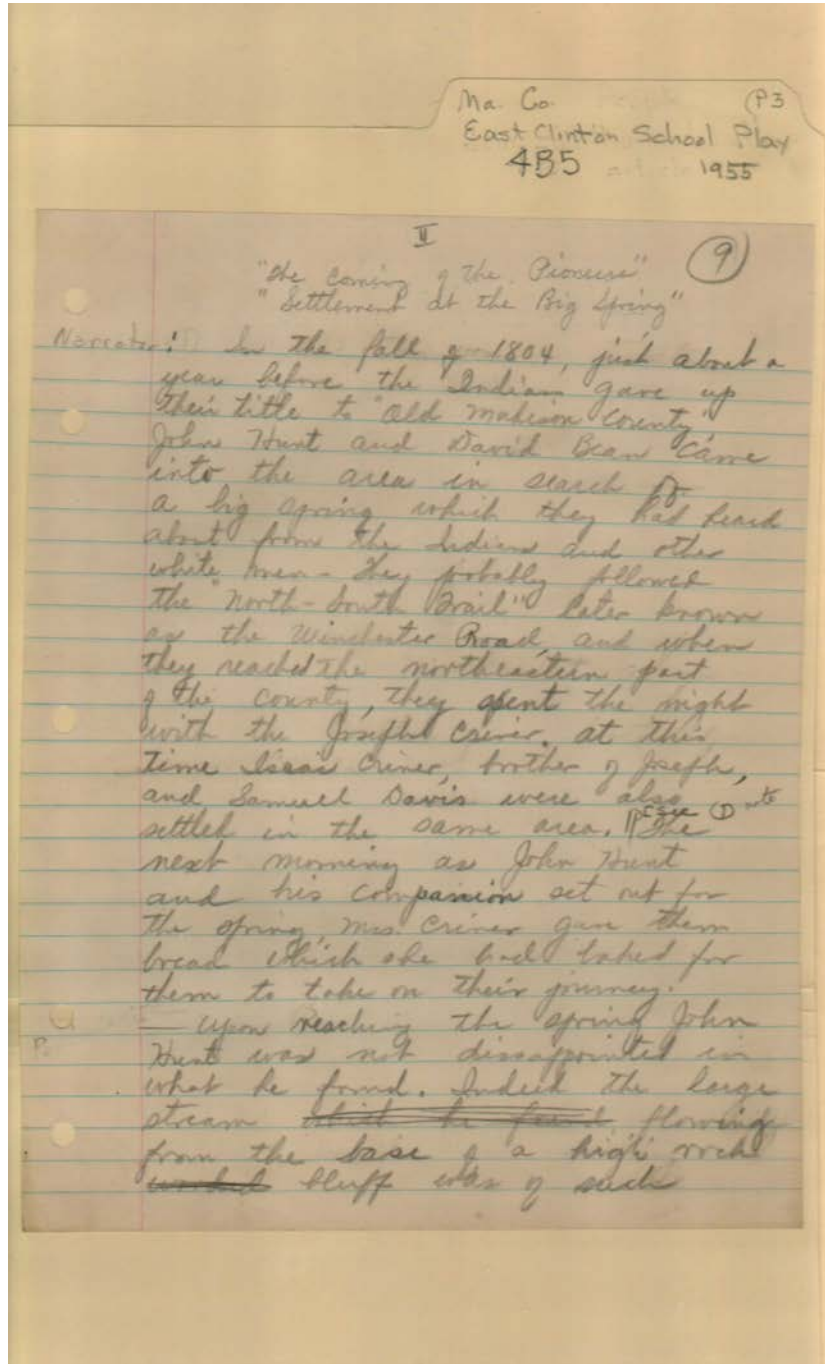 Ma. Co. P3
East Clinton School Play
4B5 1955
II
9
"The Coming of the Pioneers"
"Settlement at the Big Spring"
Narrator: In the fall of 1804, just about a
year before the Indians gave up
their title to "Old Madison County",
John Hunt and David Bean came
into the area in search of
a big spring which they had heard
about from the Indians and other
white men - They probably followed
the "North-South Trail" later known
as the Winchester Road, and when
they reached the northeastern part
of the county, they spent the night
with the Joseph Criner. at this
time Isaac Criner, brother of Joseph,
and Samuel Davis were also
see ① note
settled in the same area. The
next morning as John Hunt
and his companion set out for
the spring, Mrs Criner gave them
bread which she had baked for
them to take on their journey.
— Upon reaching the spring John
Hunt was not dissappointed in
what he found. Indeed the large
stream which he found flowing
from the base of a high rock
wooded bluff was of such